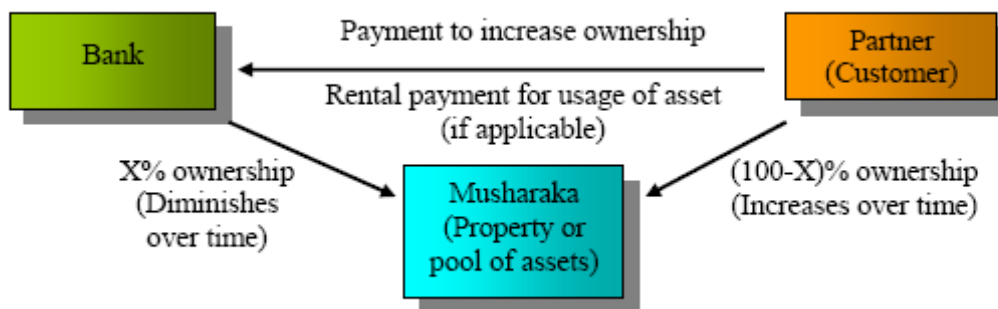 Bank
Payment to increase ownership
Rental payment for usage of asset
(if applicable)
Partner
(Customer)
X% ownership
(Diminishes
over time)
Musharaka
(Property or
pool of assets)
(100-X)% ownership
(Increases over time)